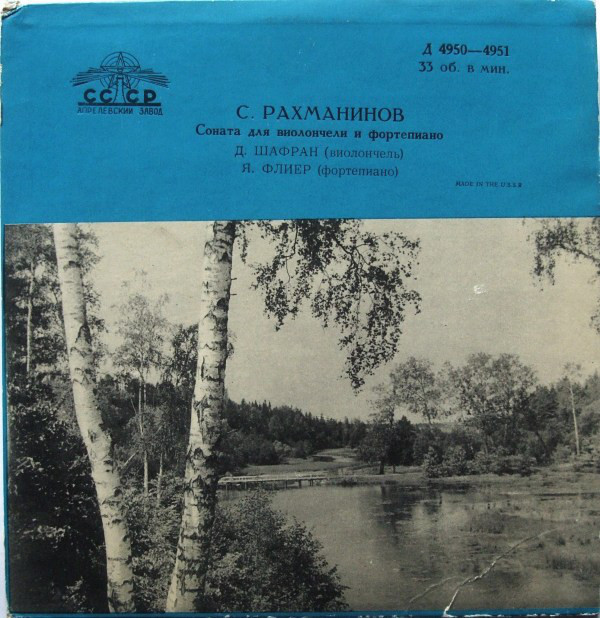 СССР
АПРЕЛЕВСКИЙ ЗАВОД
Д 4950—4951
33 об. в мин.
С. РАХМАНИНОВ
Соната для виолончели и фортепиано
Д. ШАФРАН (виолончель)
Я. ФЛИЕР (фортепиано)
MADE IN THE U.S.S.R